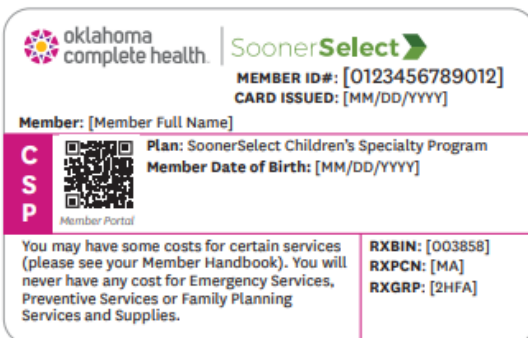 oklahoma
complete health.
SoonerSelect
MEMBER ID#: [0123456789012]
CARD ISSUED: [MM/DD/YYYY]
Member: [Member Full Name]
CSP
Plan: SoonerSelect Children's Specialty Program
Member Date of Birth: [MM/DD/YYYY]
Member Portal
You may have some costs for certain services
(please see your Member Handbook). You will
never have any cost for Emergency Services,
Preventive Services or Family Planning
Services and Supplies.
RXBIN: [003858]
RXPCN: [MA]
RXGRP: [2HFA]